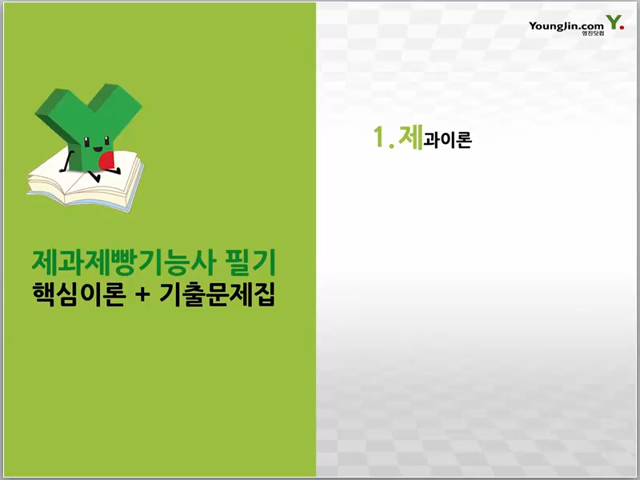 YoungJin.com Y.
영진닷컴
1. 제과이론
제과제빵기능사 필기
핵심이론 + 기출문제집